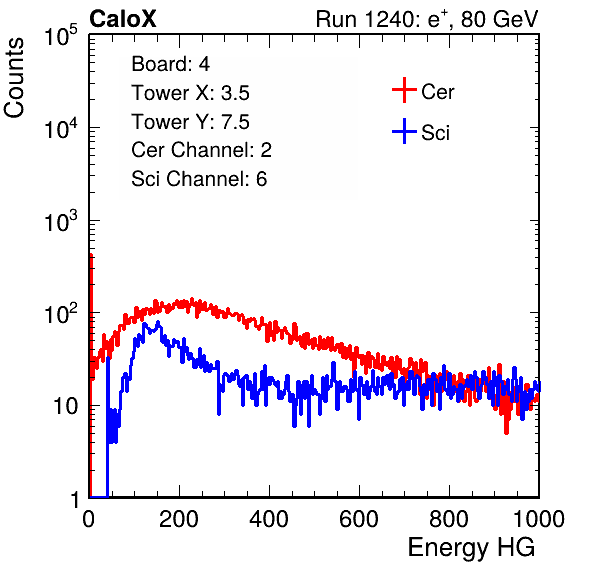 CaloX Run 1240: e⁺, 80 GeV
Counts
Board: 4
Tower X: 3.5
Tower Y: 7.5
Cer Channel: 2
Sci Channel: 6
Cer
Sci
10⁵
10⁴
10³
10²
10
1
0 200 400 600 800 1000
Energy HG